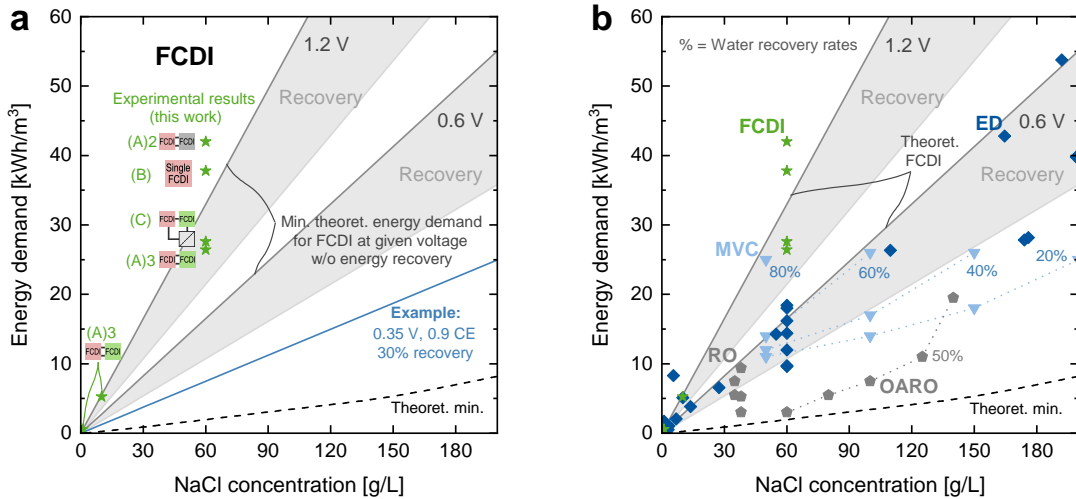 a
FCDI
Experimental results
(this work)
(A)2
FCDI
FCDI
(B)
Single
FCDI
(C)
FCDI
FCDI
(A)3
FCDI
FCDI
(A)3
FCDI
FCDI
1.2 V
Recovery
0.6 V
Recovery
Min. theoret. energy demand
for FCDI at given voltage
w/o energy recovery
Example:
0.35 V, 0.9 CE
30% recovery
Theoret. min.
Energy demand [kWh/m³]
60
50
40
30
20
10
0
0
30
60
90
120
150
180
NaCl concentration [g/L]
b
% = Water recovery rates
1.2 V
Recovery
FCDI
Theoret.
FCDI
ED
0.6 V
Recovery
MVC
80%
60%
40%
20%
RO
OARO
50%
Theoret. min.
Energy demand [kWh/m³]
60
50
40
30
20
10
0
0
30
60
90
120
150
180
NaCl concentration [g/L]